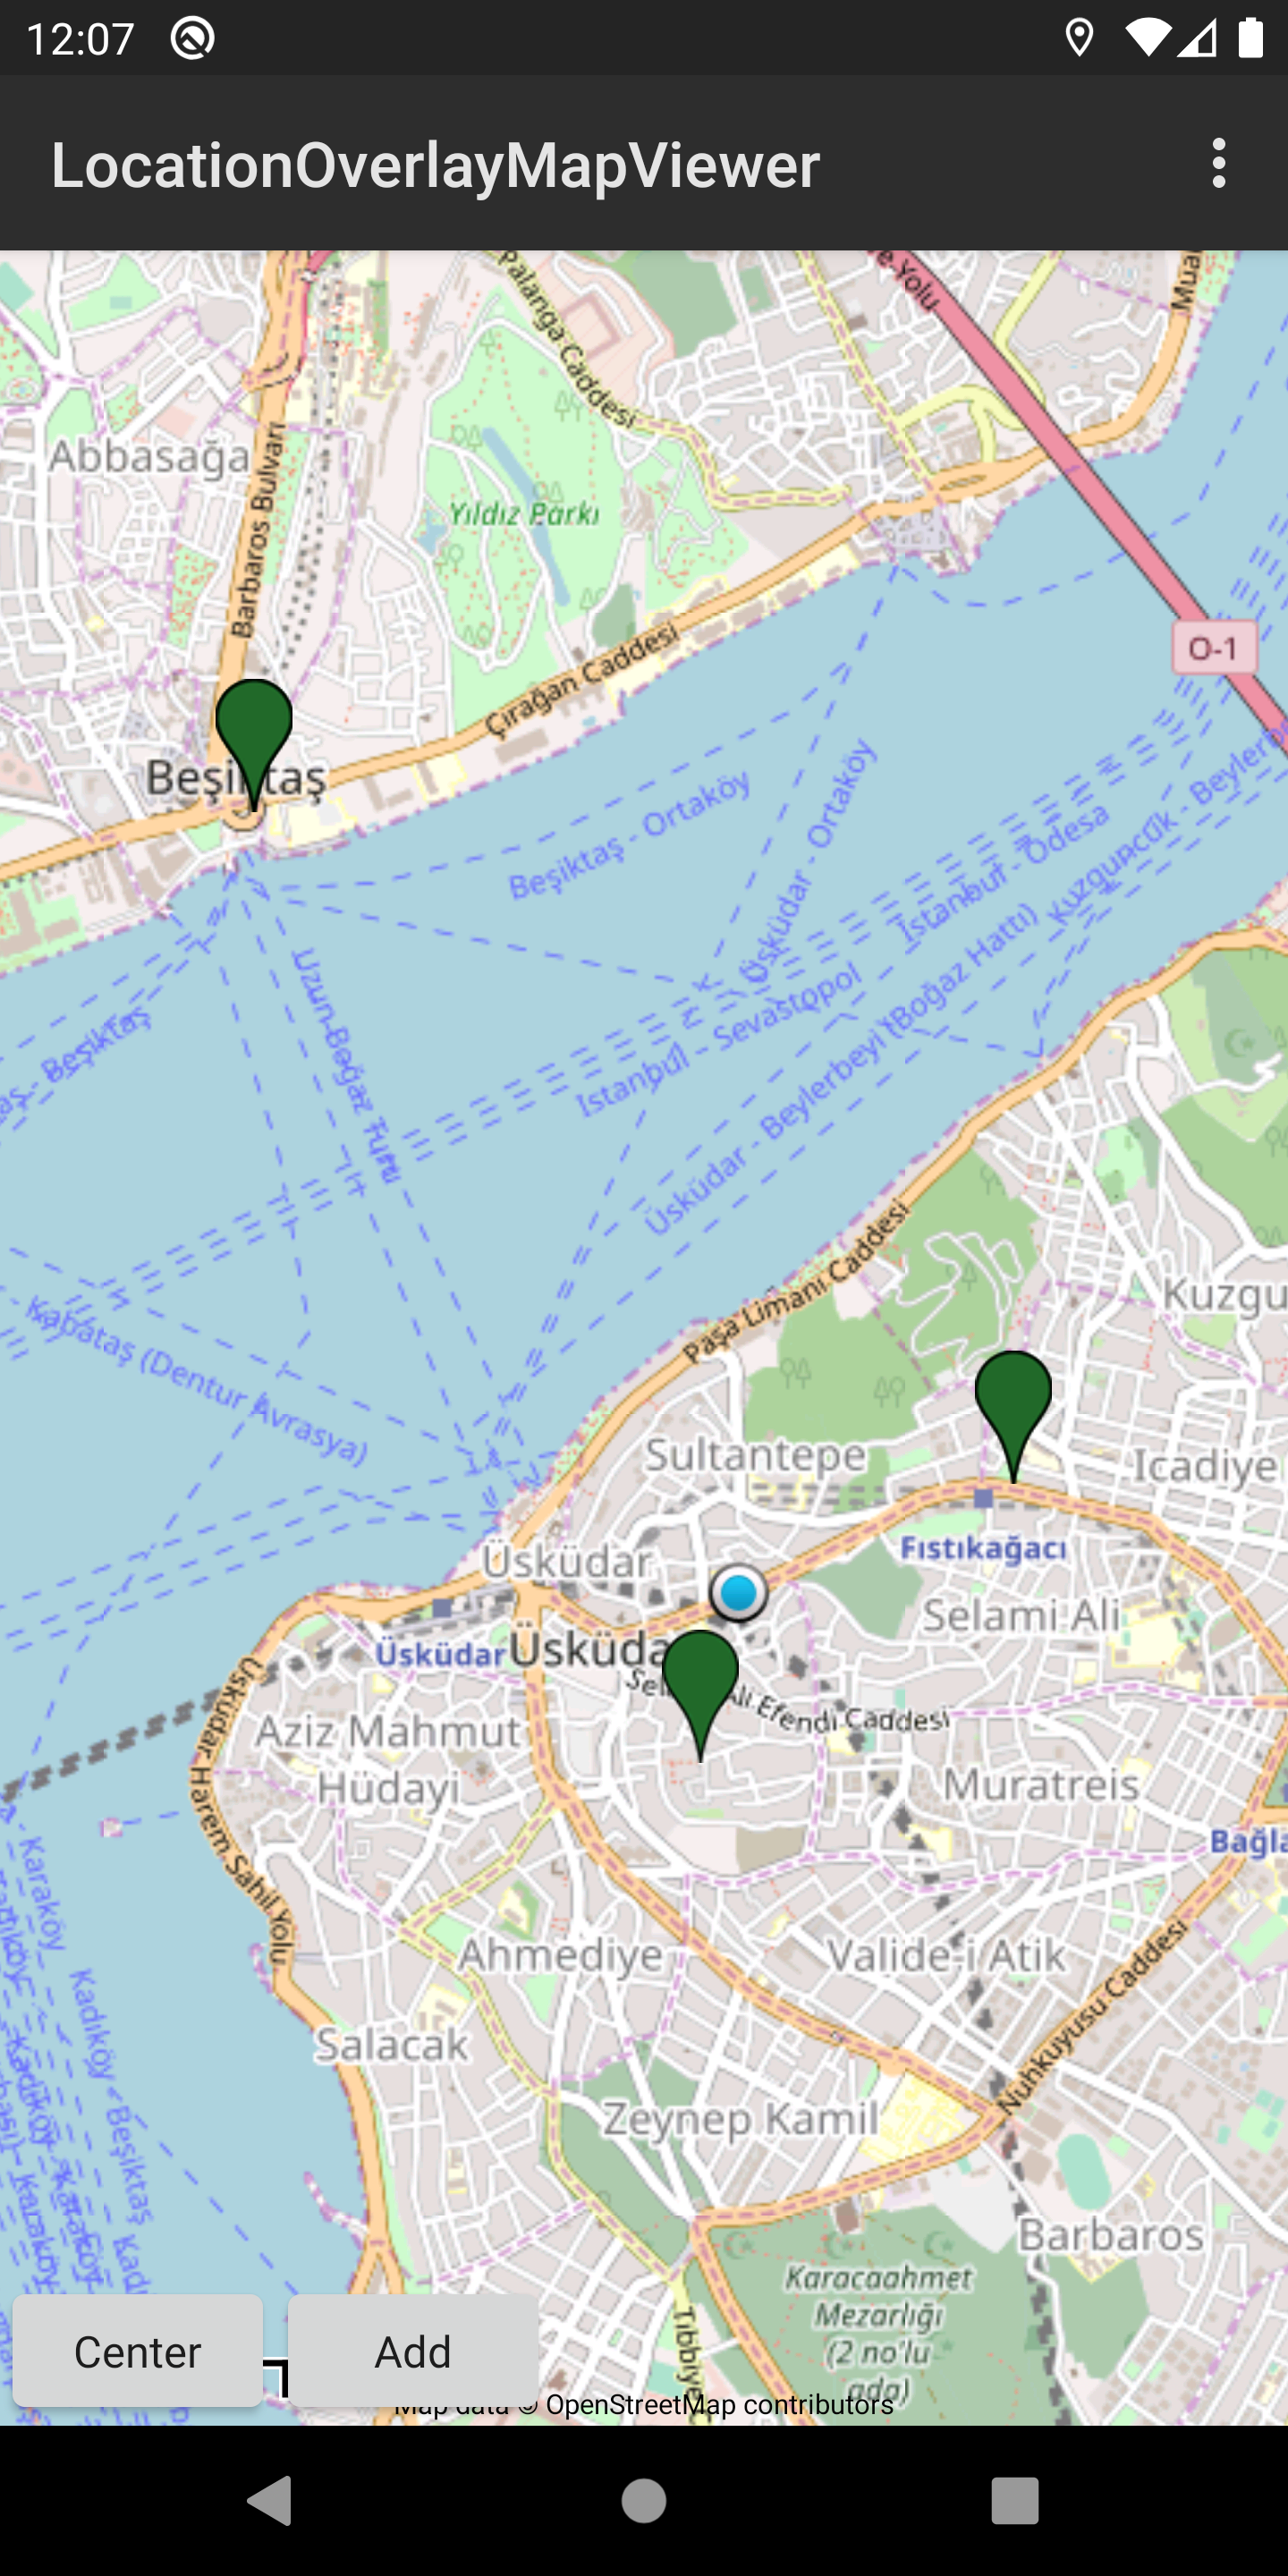 12:07
LocationOverlayMapViewer
Palanga Caddesi
e-Yolu
Mua
Abbasağa
Barbaros Bulvarı
Yıldız Parkı
O-1
Çırağan Caddesi
Beşiktaş - Ortaköy
Üsküdar - Ortaköy
İstanbul - Odesa
Kuzguncuk - Beylerb
İstanbul - Sevastopol
Üsküdar - Beylerbeyi (Boğaz Hattı)
Uzun Boğaz Turu
aş - Beşiktaş
Paşa Limanı Caddesi
Kuzgu
Kabataş (Dentur Avrasya)
Sultantepe
Icadiye
Fıstıkağacı
Üsküdar
Selami Ali
Üsküdar
Üsküda
Ali Efendi Caddesi
Aziz Mahmut
Hüdayi
Üsküdar Harem Sahil Yolu
Muratreis
Bağla
Karaköy
Ahmediye
Valide-i Atik
Kadıköy - Beşiktaş
Salacak
Nuhkuyusu Caddesi
Zeynep Kamil
Barbaros
Karacaahmet
Mezarlığı
(2 no'lu
ada)
Tıbbiye
Center
Add
Map data © OpenStreetMap contributors